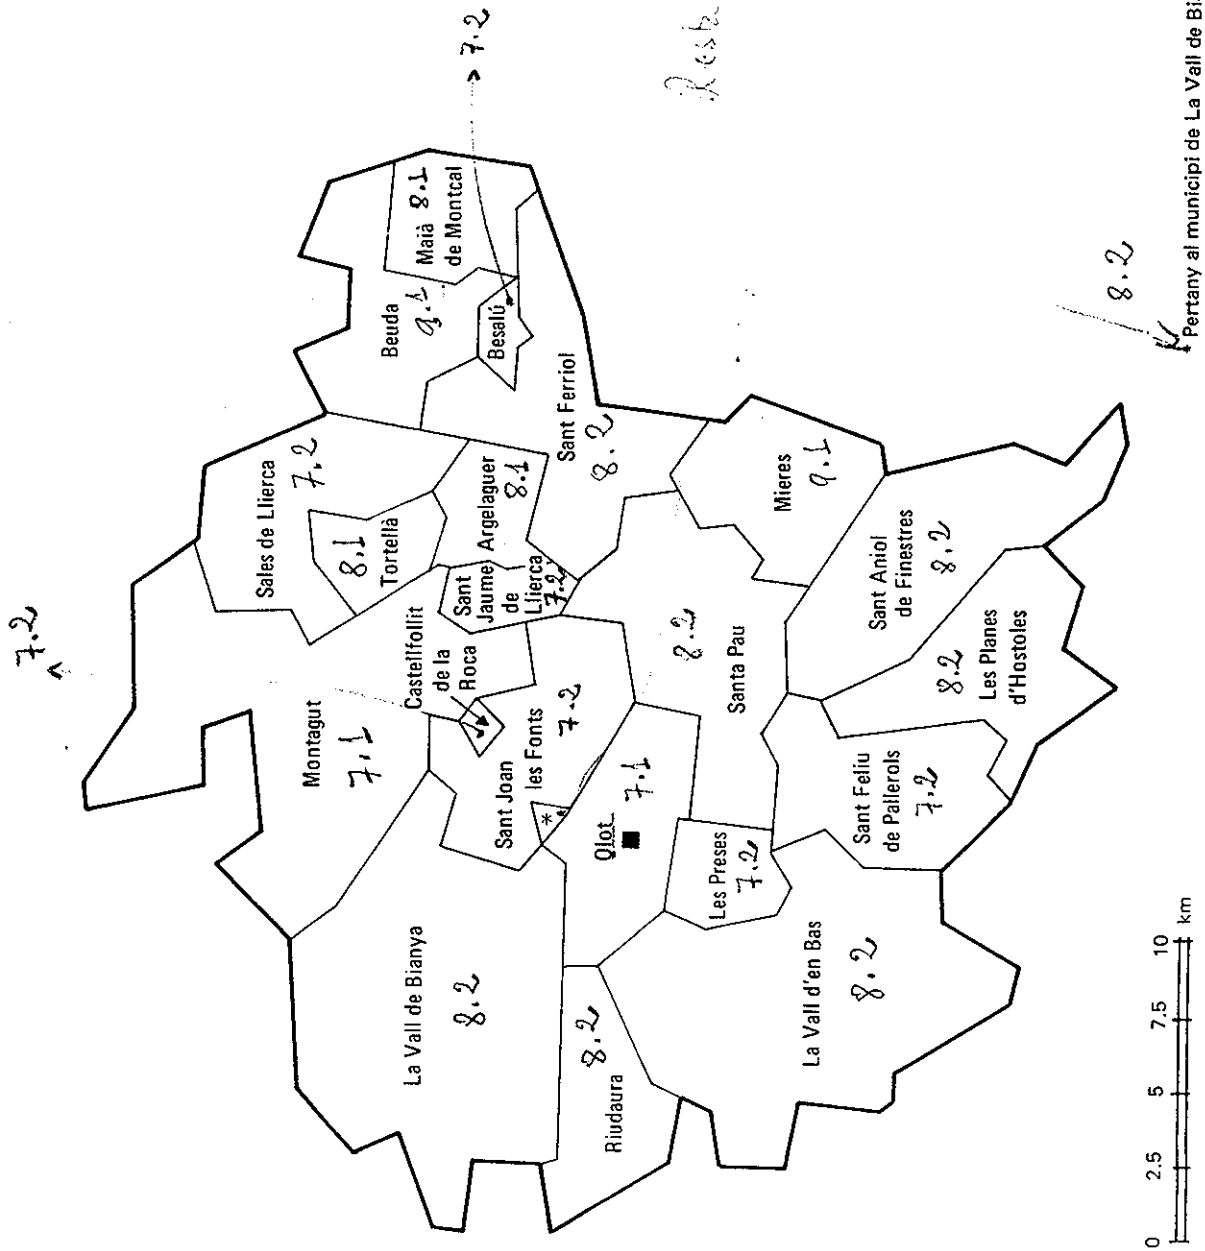 7.2
7.2
Montagut
7.1
Sales de Llierca
7.2
8.1
Tortellà
Beuda
9.1
Maià 8.1
de Montcal
Besalú
Castellfollit
de la
Roca
Sant
Jaume
de
Llierca
7.2
Argelaguer
8.1
Sant Ferriol
8.2
La Vall de Bianya
8.2
Sant Joan
les Fonts
7.2
*
Olot
7.1
Riudaura
8.2
Les Preses
7.2
Santa Pau
8.2
Mieres
9.1
La Vall d'en Bas
8.2
Sant Feliu
de Pallerols
7.2
Les Planes
d'Hostoles
8.2
Sant Aniol
de Finestres
8.2
8.2
* Pertany al municipi de La Vall de Bi
0 2.5 5 7.5 10 km